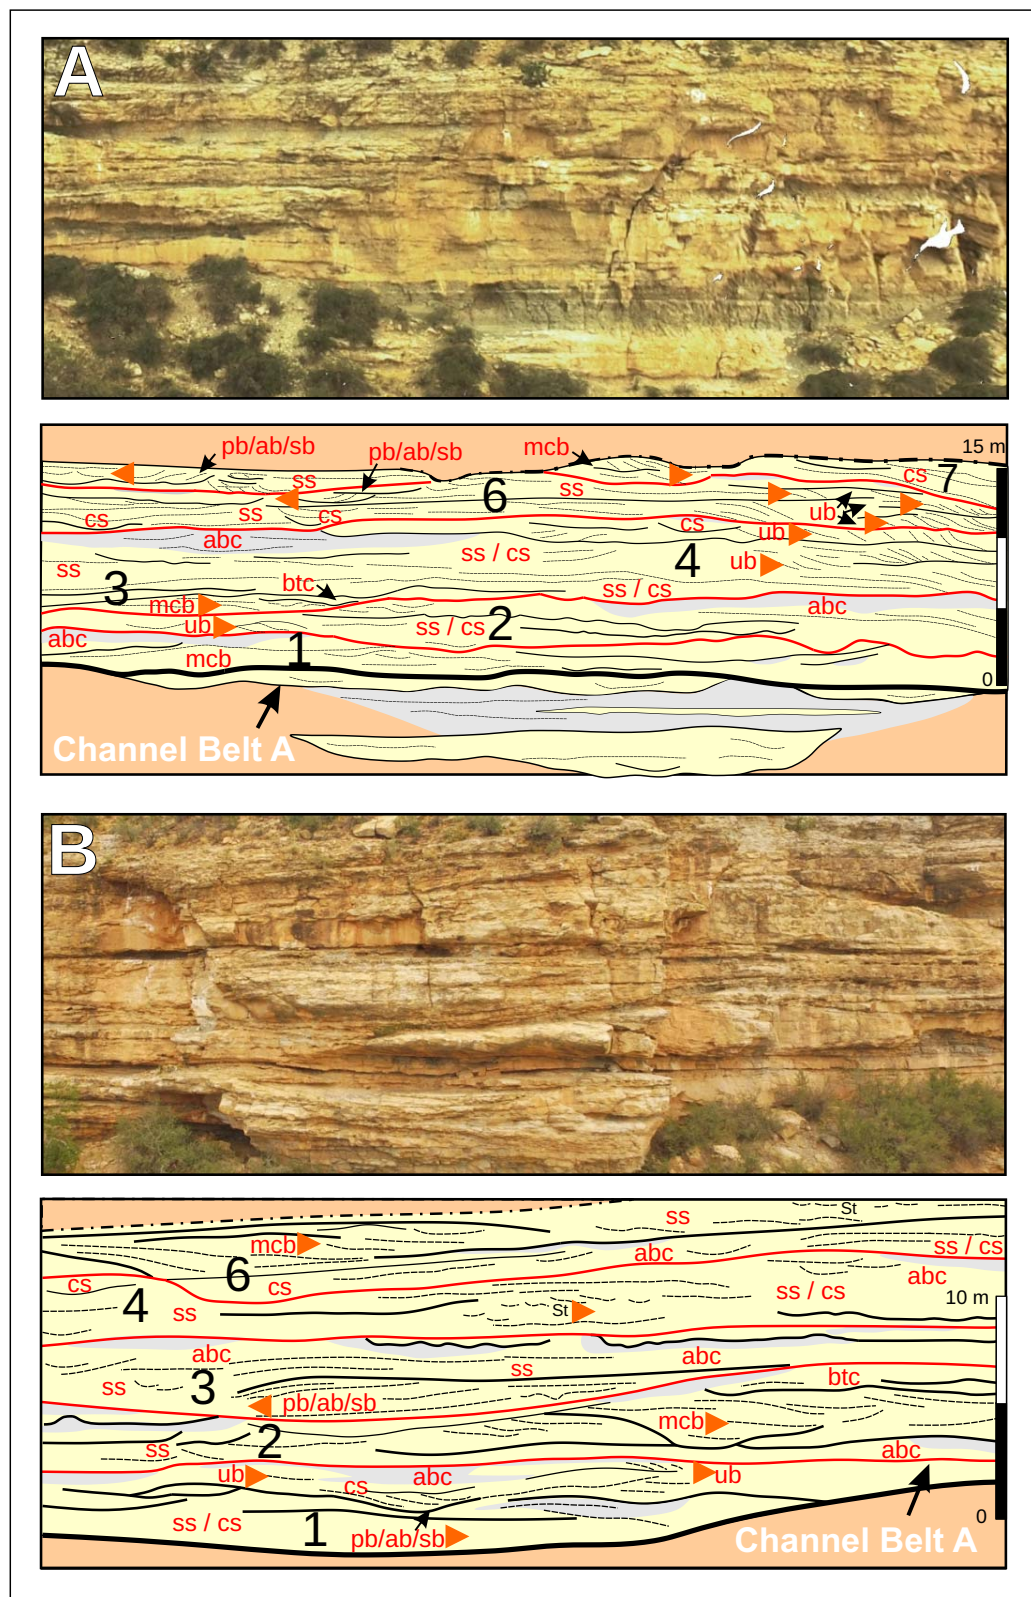 A
pb/ab/sb
pb/ab/sb
mcb
15 m
ss
ss
cs
7
6
ss
cs
cs
cs
ub
abc
ub
ss / cs
4
ub
ss
3
btc
ss / cs
mcb
abc
ub
ss / cs
2
abc
1
mcb
0
Channel Belt A
B
St
ss
mcb
abc
ss / cs
6
cs
cs
abc
4
ss / cs
10 m
ss
St
abc
abc
ss
btc
ss
3
pb/ab/sb
mcb
2
ss
abc
ub
abc
ub
cs
ss / cs
1
0
pb/ab/sb
Channel Belt A